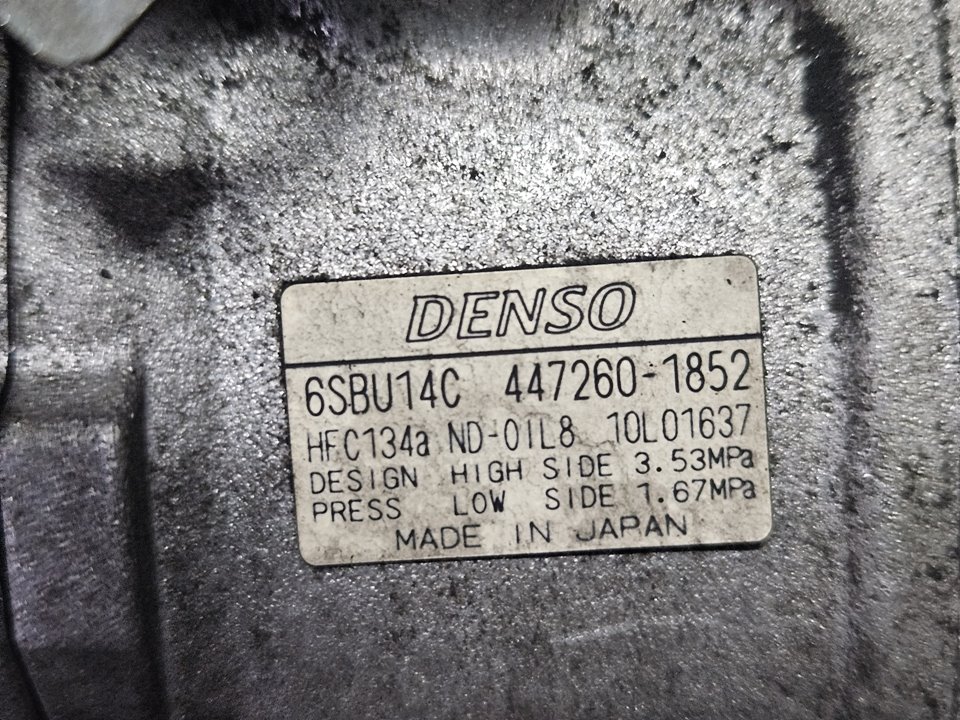 DENSO
6SBU14C 447260-1852
HFC134a ND-OIL8 10L01637
DESIGN HIGH SIDE 3.53MPa
PRESS LOW SIDE 1.67MPa
MADE IN JAPAN